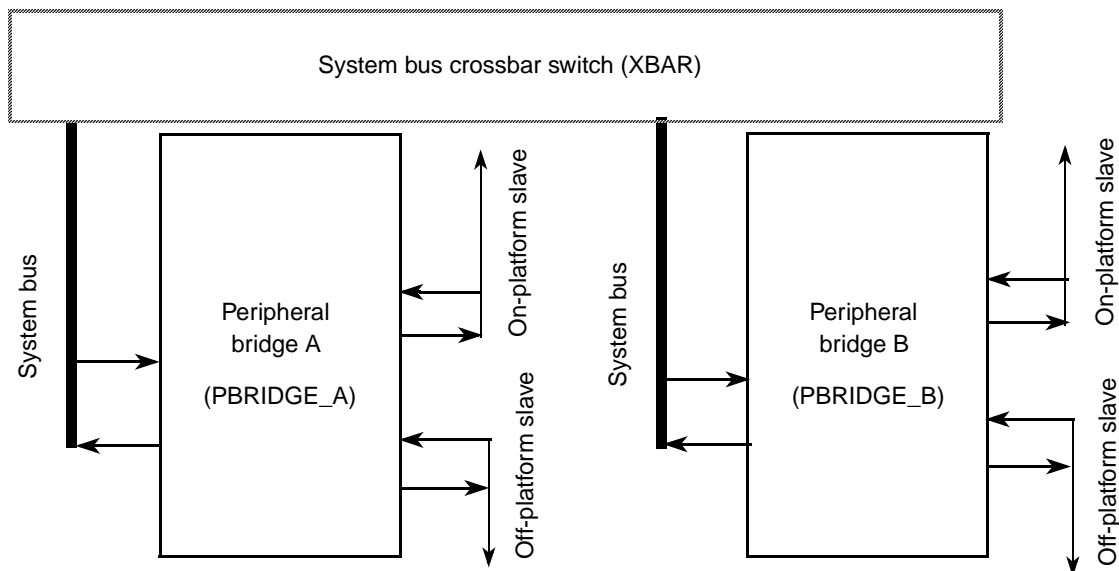 System bus crossbar switch (XBAR)
System bus
Peripheral
bridge A
(PBRIDGE_A)
On-platform slave
Off-platform slave
System bus
Peripheral
bridge B
(PBRIDGE_B)
On-platform slave
Off-platform slave